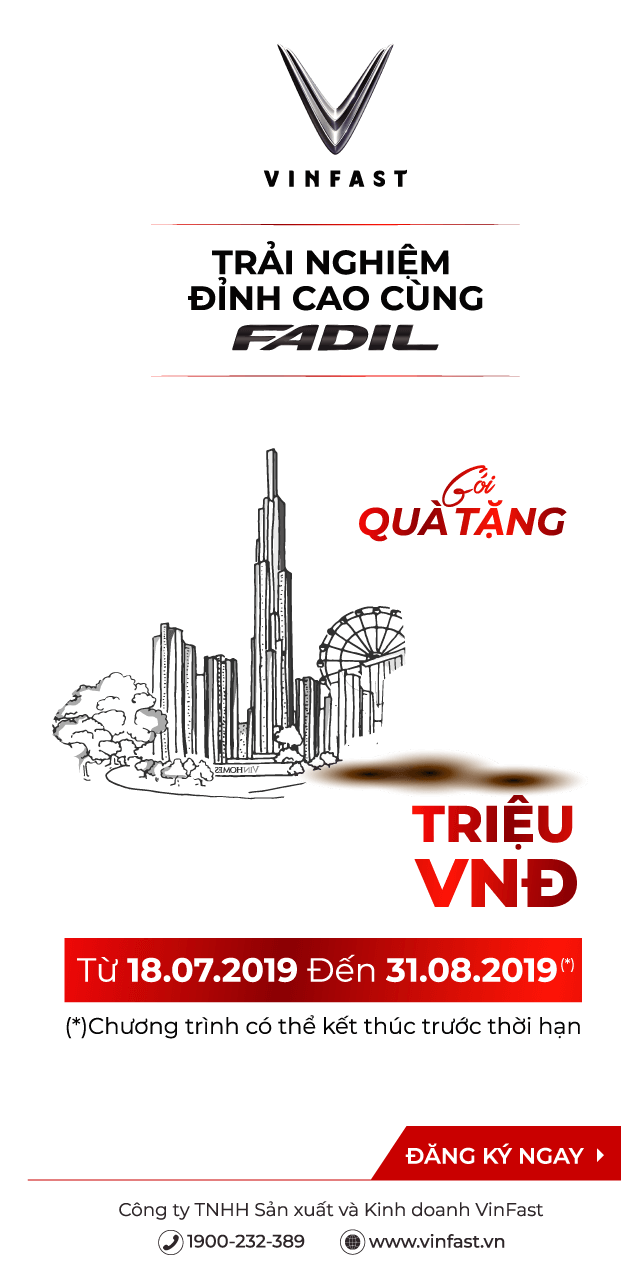 VINFAST
TRẢI NGHIỆM
ĐỈNH CAO CÙNG
FADIL
Gói
QUÀ TẶNG
VINHOMES
TRIỆU
VNĐ
Từ 18.07.2019 Đến 31.08.2019(*)
(*)Chương trình có thể kết thúc trước thời hạn
ĐĂNG KÝ NGAY
Công ty TNHH Sản xuất và Kinh doanh VinFast
1900-232-389 www.vinfast.vn